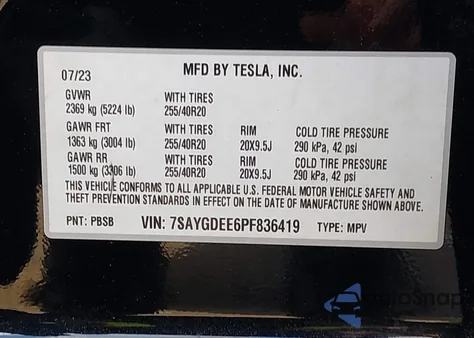 07/23 MFD BY TESLA, INC.
GVWR WITH TIRES
2369 kg (5224 lb) 255/40R20
GAWR FRT WITH TIRES RIM COLD TIRE PRESSURE
1363 kg (3004 lb) 255/40R20 20X9.5J 290 kPa, 42 psi
GAWR RR WITH TIRES RIM COLD TIRE PRESSURE
1500 kg (3306 lb) 255/40R20 20X9.5J 290 kPa, 42 psi
THIS VEHICLE CONFORMS TO ALL APPLICABLE U.S. FEDERAL MOTOR VEHICLE SAFETY AND
THEFT PREVENTION STANDARDS IN EFFECT ON THE DATE OF MANUFACTURE SHOWN ABOVE.
PNT: PBSB VIN: 7SAYGDEE6PF836419 TYPE: MPV